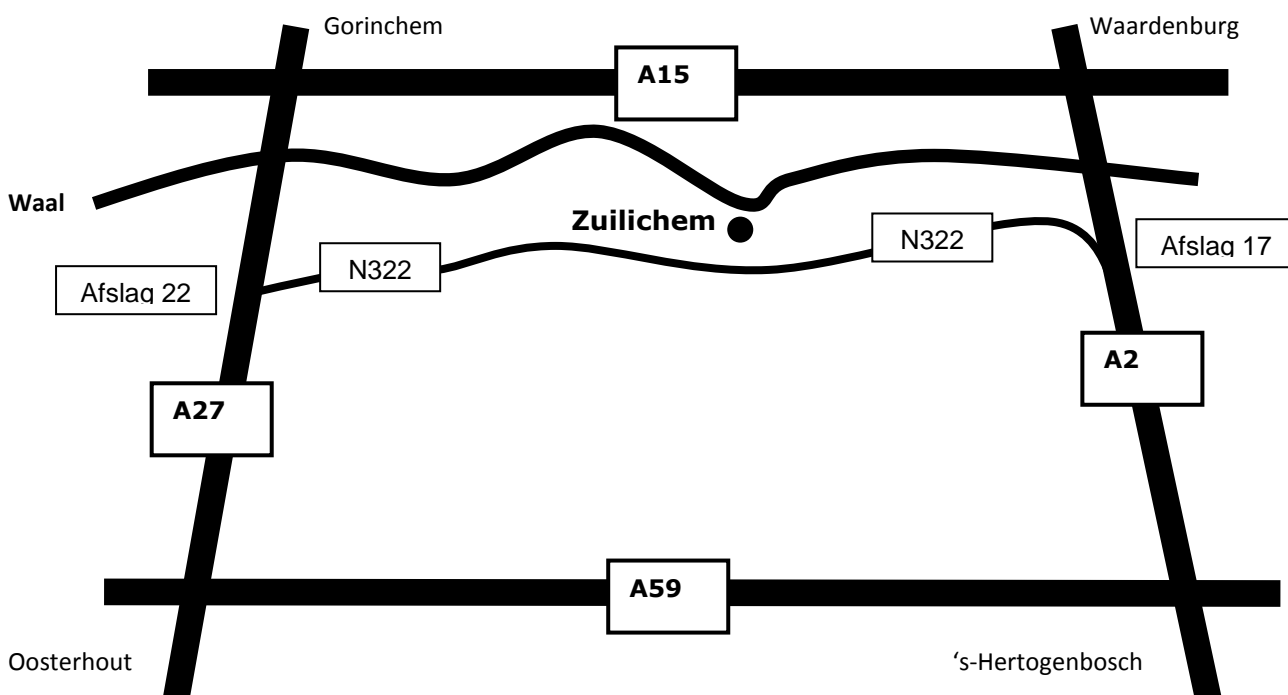 Gorinchem
Waardenburg
A15
Waal
Zuilichem
N322
N322
Afslag 17
Afslag 22
A2
A27
A59
Oosterhout
‘s-Hertogenbosch